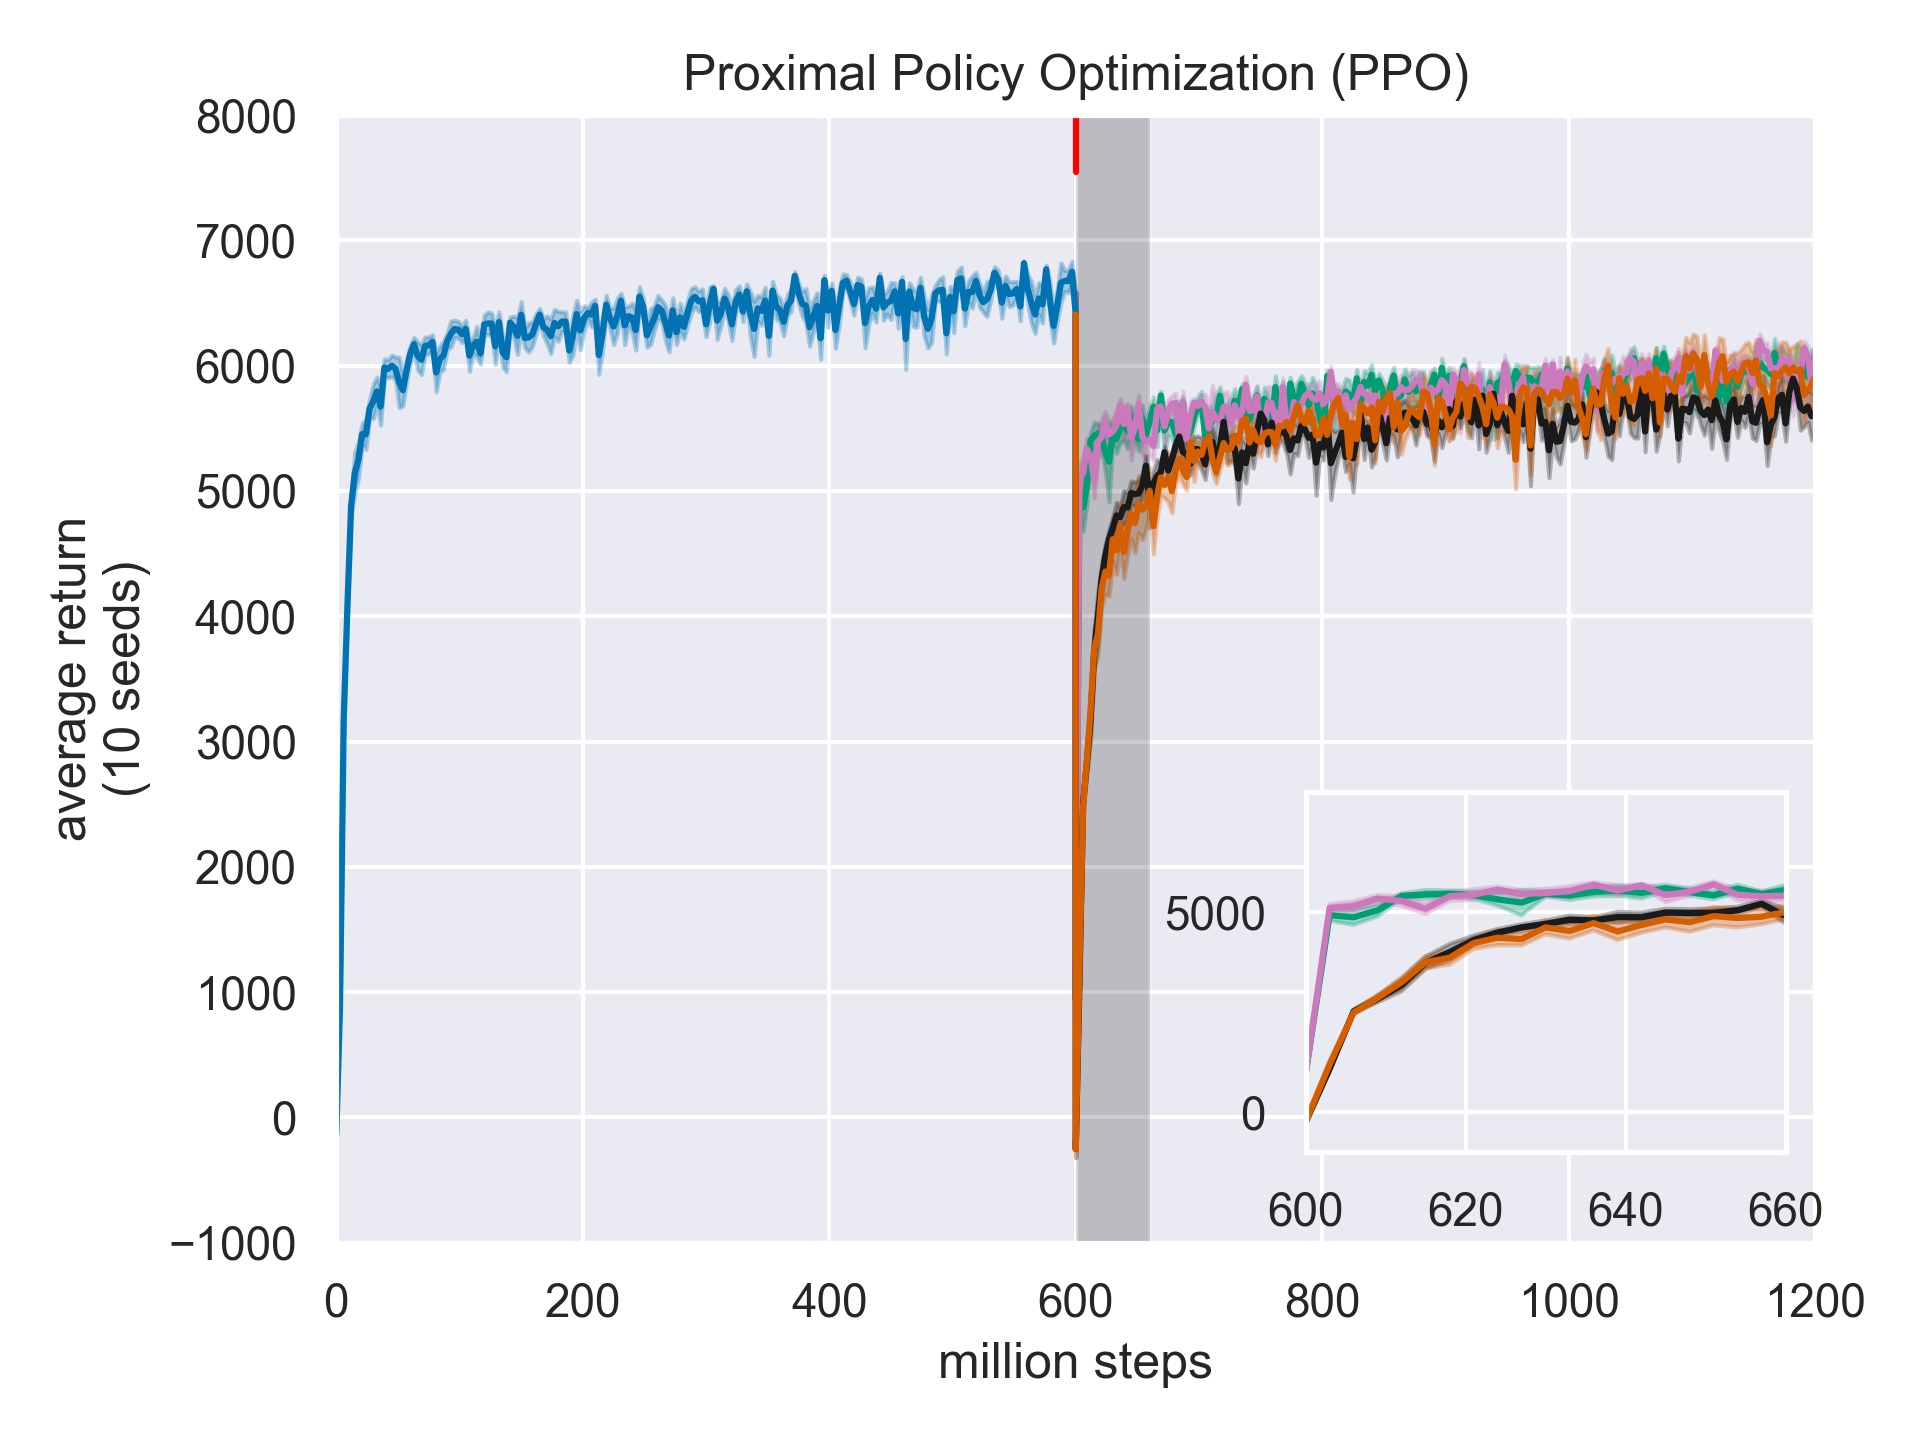 Proximal Policy Optimization (PPO)
8000
7000
6000
5000
4000
3000
2000
1000
0
−1000
average return
(10 seeds)
5000
0
600 620 640 660
0 200 400 600 800 1000 1200
million steps